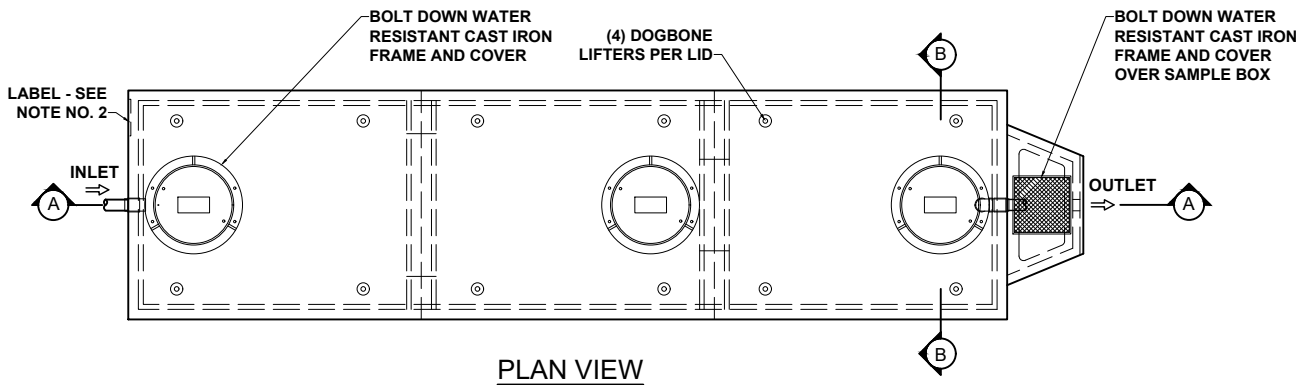 BOLT DOWN WATER
RESISTANT CAST IRON
FRAME AND COVER
(4) DOGBONE
LIFTERS PER LID
B
BOLT DOWN WATER
RESISTANT CAST IRON
FRAME AND COVER
OVER SAMPLE BOX
LABEL - SEE
NOTE NO. 2
INLET
A
OUTLET
A
B
PLAN VIEW